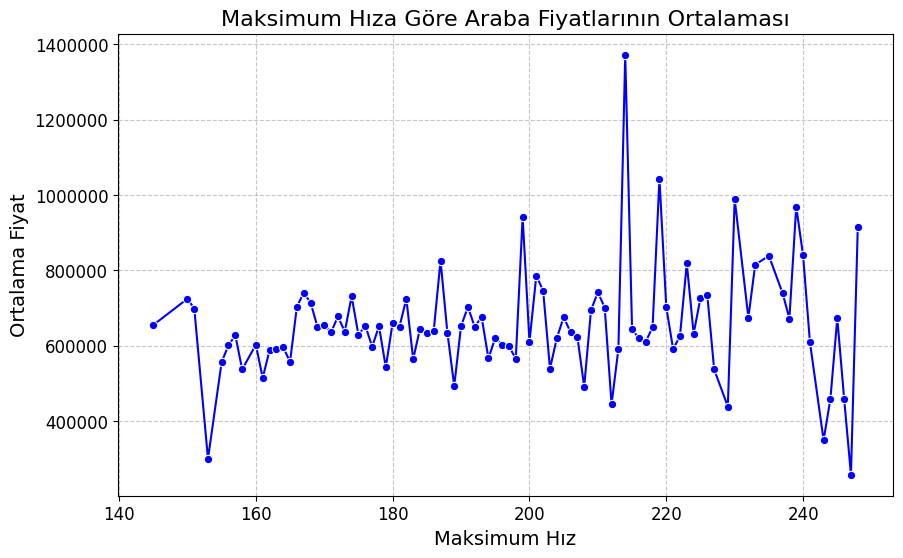 Maksimum Hıza Göre Araba Fiyatlarının Ortalaması
1400000
1200000
1000000
800000
600000
400000
Ortalama Fiyat
140 160 180 200 220 240
Maksimum Hız